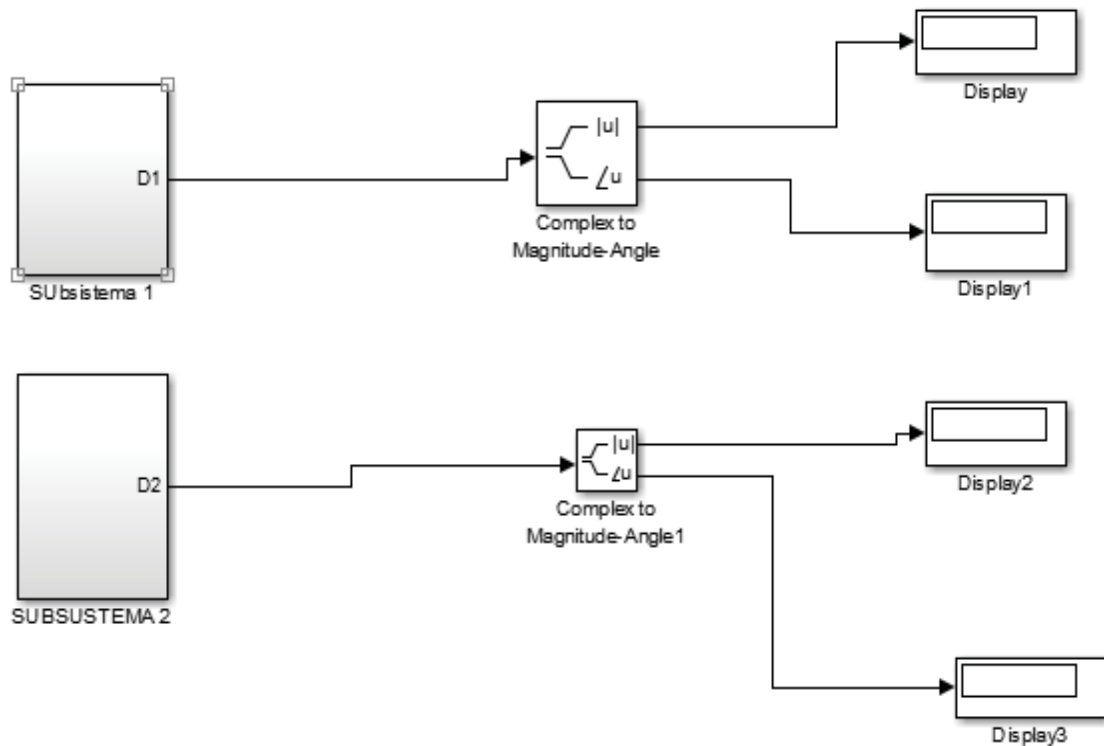 Display
D1
|u|
∠u
Complex to
Magnitude-Angle
SUbsistema 1
Display1
D2
|u|
∠u
Complex to
Magnitude-Angle1
Display2
SUBSUSTEMA 2
Display3